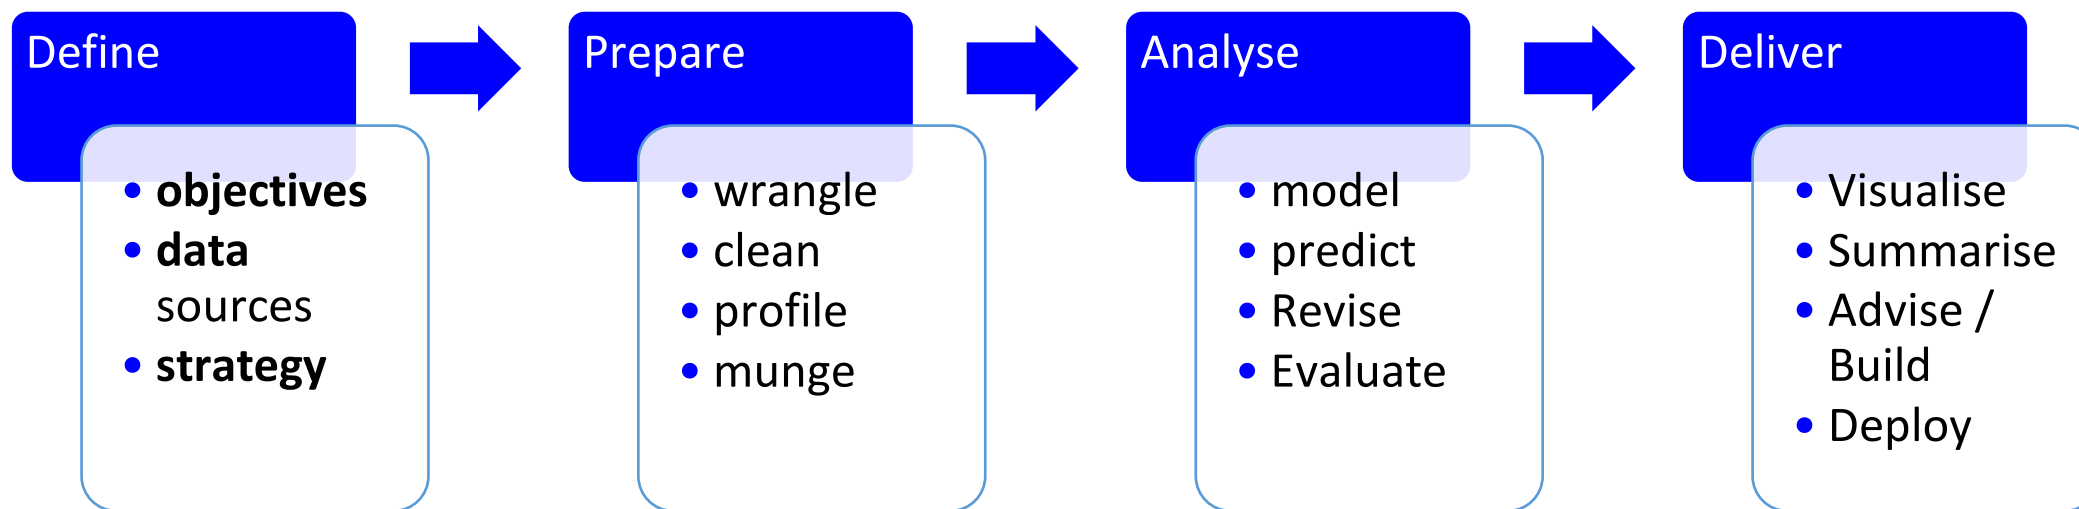 Define
objectives
data
sources
strategy
Prepare
wrangle
clean
profile
munge
Analyse
model
predict
Revise
Evaluate
Deliver
Visualise
Summarise
Advise /
Build
Deploy